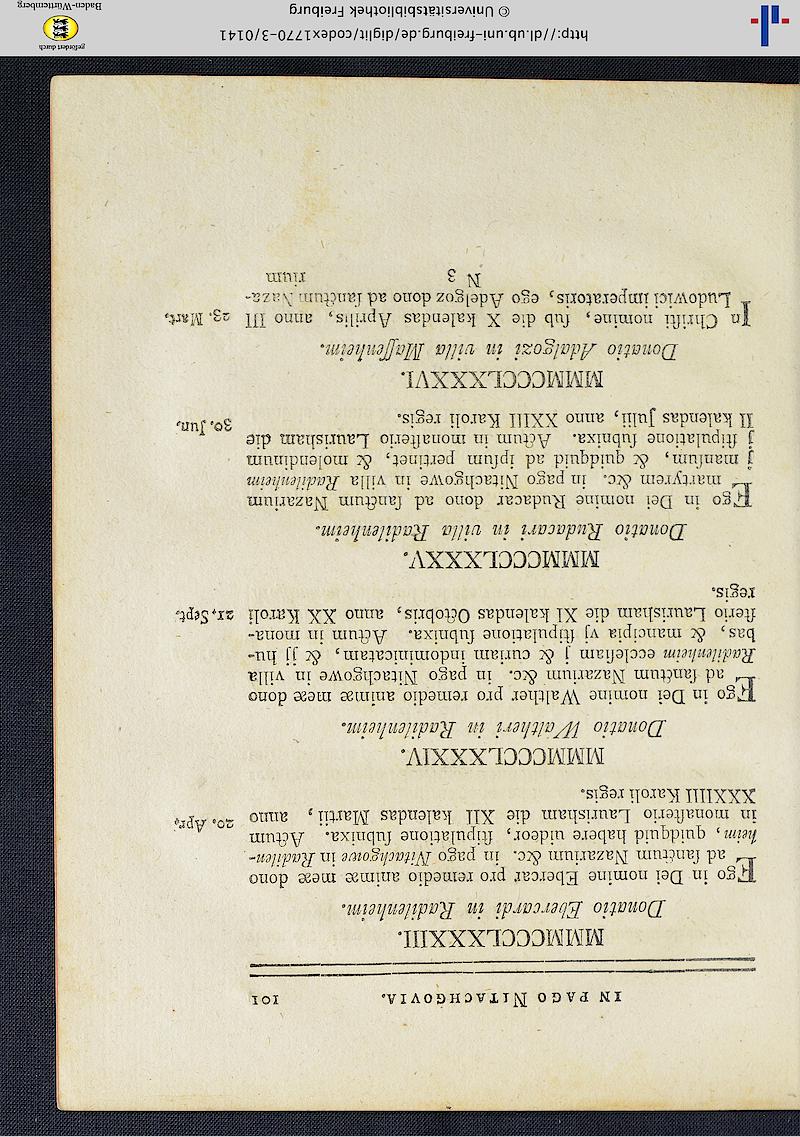 IN PAGO NITACHGOVIA. 101
MMMCCCLXXXIII.
Donatio Ebercardi in Radilenheim.
EGo in Dei nomine Ebercar pro remedio animæ meæ dono
ad ſanctum Nazarium &c. in pago Nitachgowe in Radilen-
heim, quidquid habere uideor, ſtipulatione ſubnixa. Actum
in monaſterio Laurisham die XII kalendas Martii, anno 20. Apr.
XXXXIIII Karoli regis.
MMMCCCLXXXIV.
Donatio Waltheri in Radilenheim.
EGo in Dei nomine Walther pro remedio animæ meæ dono
ad ſanctum Nazarium &c. in pago Nitachgowe in villa
Radilenheim eccleſiam j & curiam indominicatam, & jj hu-
bas, & mancipia vj ſtipulatione ſubnixa. Actum in mona-
ſterio Laurisham die XI kalendas Octobris, anno XX Karoli 21. Sept.
regis.
MMMCCCLXXXV.
Donatio Rudacari in villa Radilenheim.
EGo in Dei nomine Rudacar dono ad ſanctum Nazarium
martyrem &c. in pago Nitachgowe in villa Radilenheim
j manſum, & quidquid ad ipſum pertinet, & molendinum
j ſtipulatione ſubnixa. Actum in monaſterio Laurisham die
II kalendas Julii, anno XXIII Karoli regis. 30. Jun.
MMMCCCLXXXVI.
Donatio Adalgozi in villa Maſſenheim.
In Chriſti nomine, ſub die X kalendas Aprilis, anno III 23. Mart.
Ludowici imperatoris, ego Adelgoz dono ad ſanctum Naza-
N 3 rium
http://dl.ub.uni-freiburg.de/diglit/codex1770-3/0141
© Universitätsbibliothek Freiburg
gefördert durch
Baden-Württemberg